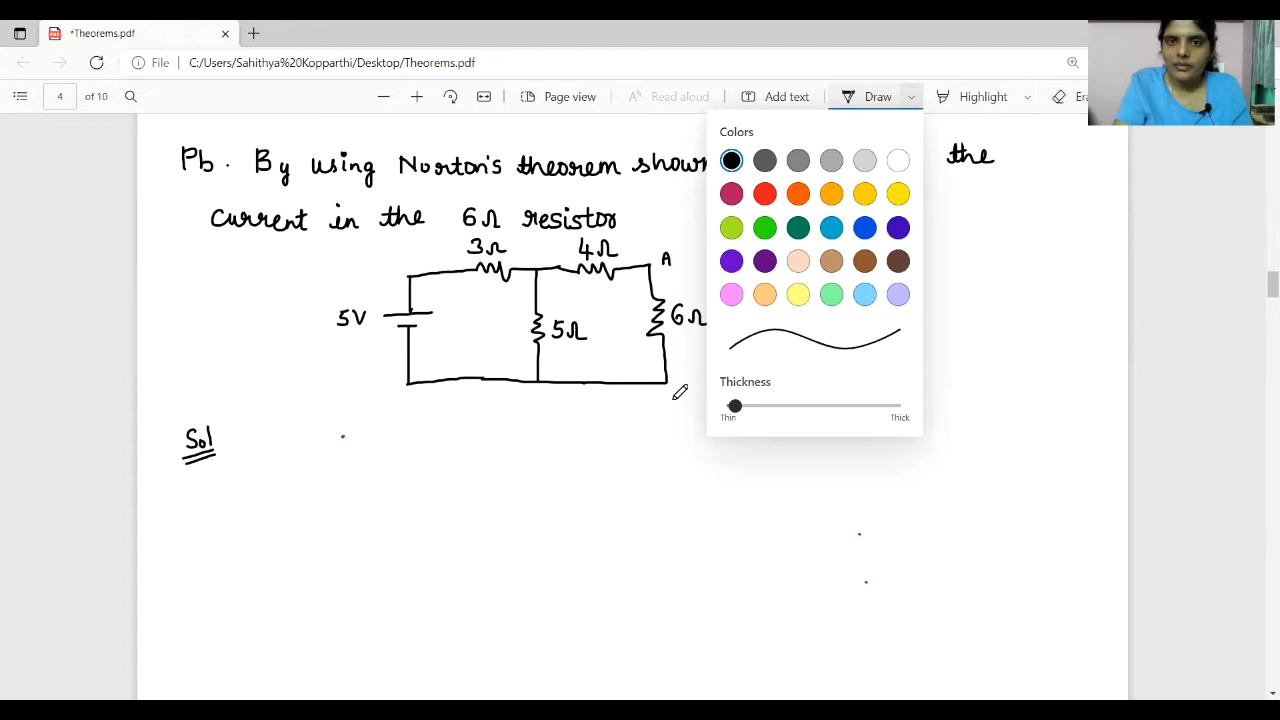 *Theorems.pdf
File C:/Users/Sahithya%20Kopparthi/Desktop/Theorems.pdf
4 of 10 Page view Read aloud Add text Draw Highlight Era
Colors
Thickness
Thin Thick
Pb. By using Norton's theorem shown the
current in the 6Ω resistor
3Ω 4Ω A
5V 5Ω 6Ω
Sol